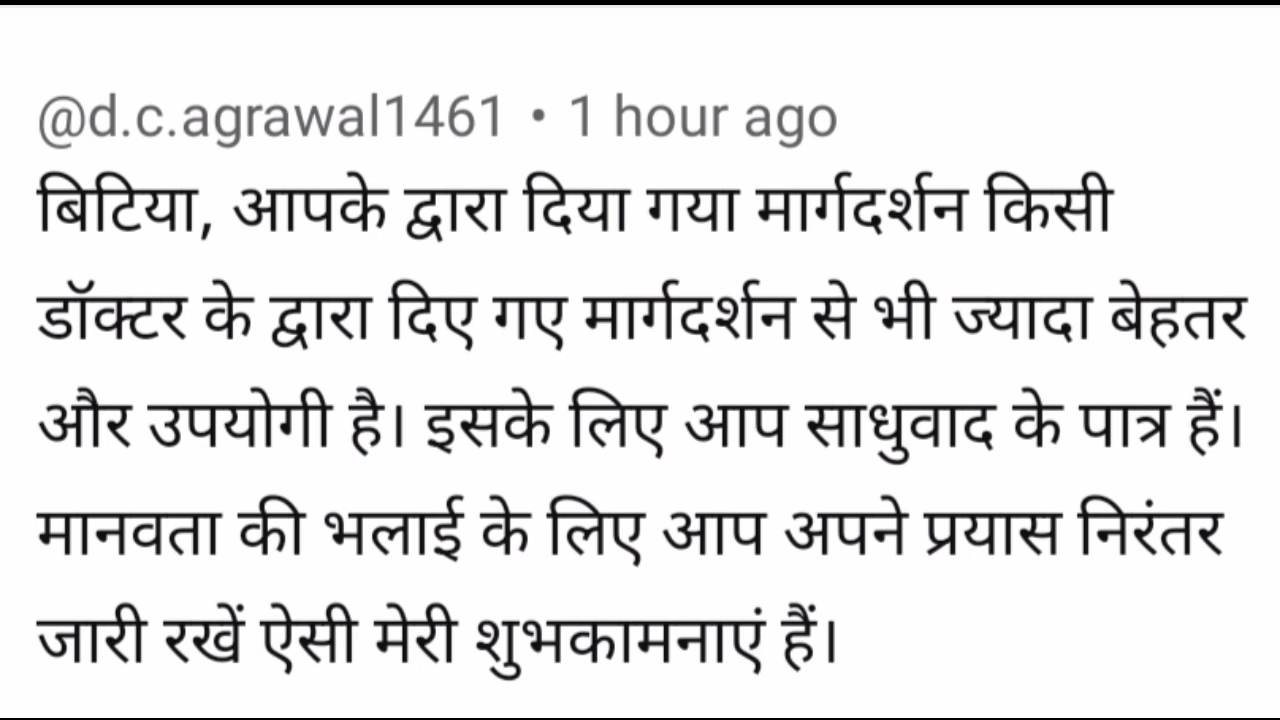 @d.c.agrawal1461 • 1 hour ago
बिटिया, आपके द्वारा दिया गया मार्गदर्शन किसी
डॉक्टर के द्वारा दिए गए मार्गदर्शन से भी ज्यादा बेहतर
और उपयोगी है। इसके लिए आप साधुवाद के पात्र हैं।
मानवता की भलाई के लिए आप अपने प्रयास निरंतर
जारी रखें ऐसी मेरी शुभकामनाएं हैं।